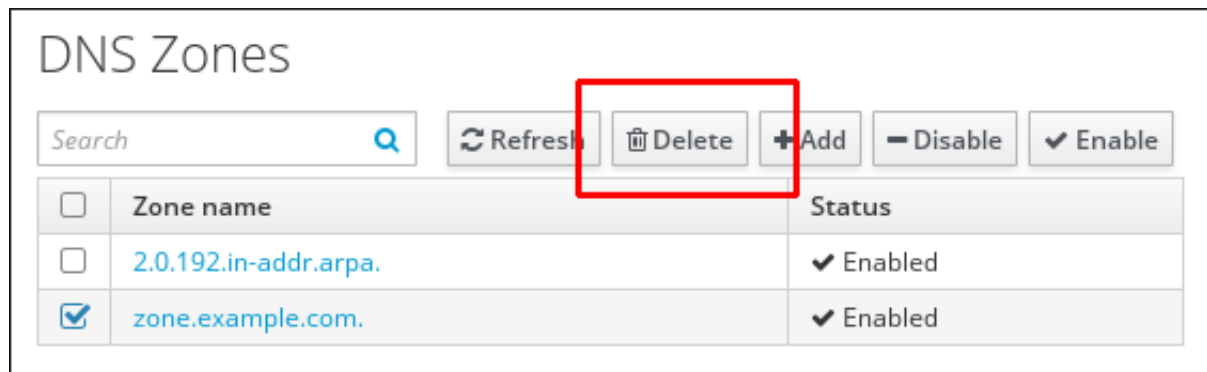 DNS Zones
Search Refresh Delete Add Disable Enable
Zone name Status
2.0.192.in-addr.arpa. Enabled
zone.example.com. Enabled